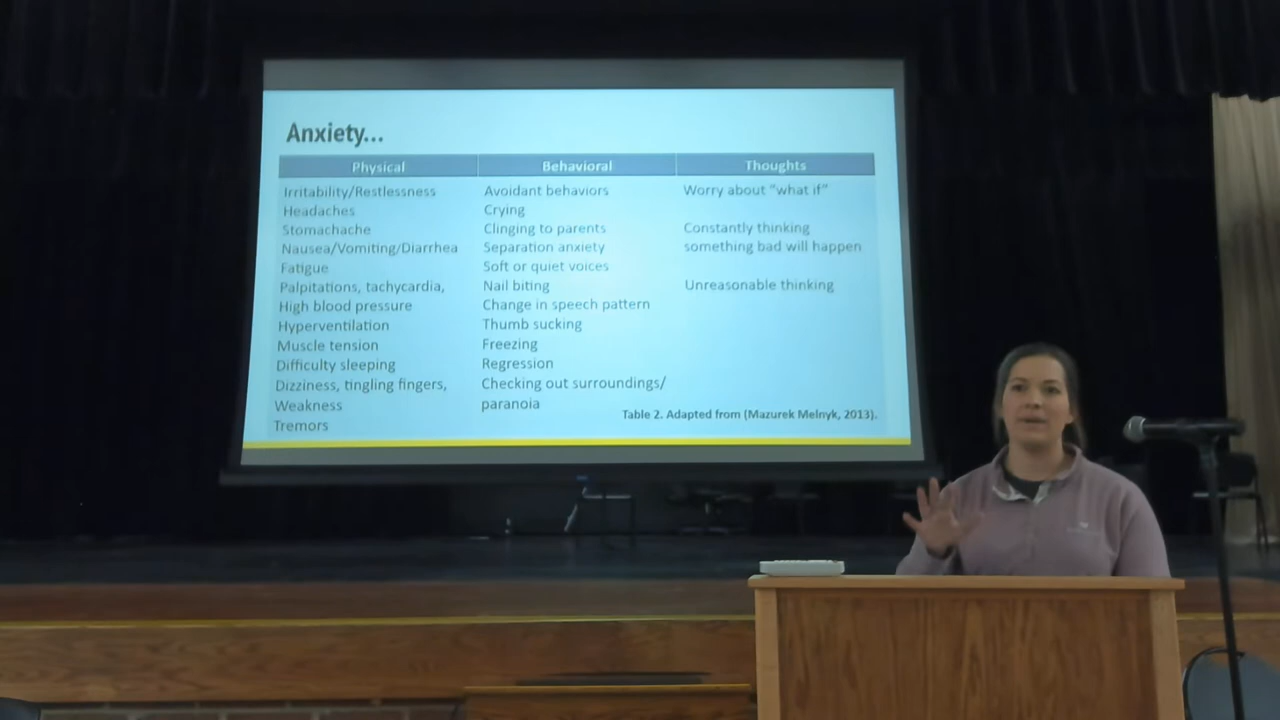 Anxiety...
Physical
Behavioral
Thoughts
Irritability/Restlessness
Headaches
Stomachache
Nausea/Vomiting/Diarrhea
Fatigue
Palpitations, tachycardia,
High blood pressure
Hyperventilation
Muscle tension
Difficulty sleeping
Dizziness, tingling fingers,
Weakness
Tremors
Avoidant behaviors
Crying
Clinging to parents
Separation anxiety
Soft or quiet voices
Nail biting
Change in speech pattern
Thumb sucking
Freezing
Regression
Checking out surroundings/
paranoia
Worry about "what if"
Constantly thinking
something bad will happen
Unreasonable thinking
Table 2. Adapted from (Mazurek Melnyk, 2013).